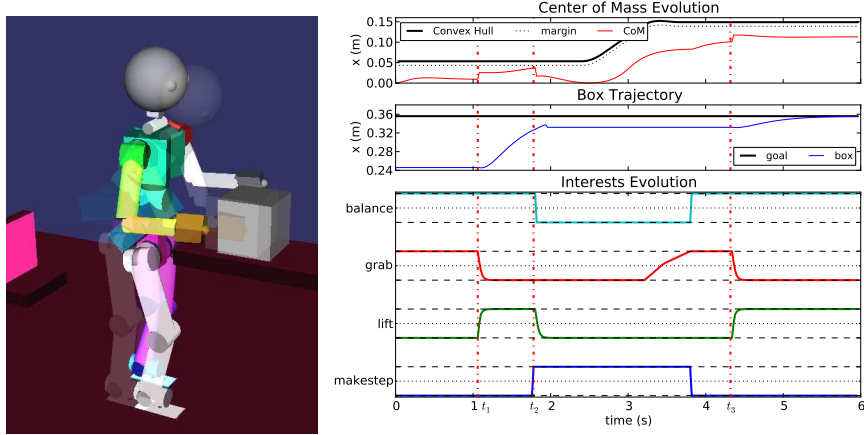 Center of Mass Evolution
x (m)
0.15
0.10
0.05
0.00
Convex Hull margin CoM
Box Trajectory
x (m)
0.36
0.32
0.28
0.24
goal box
Interests Evolution
balance
grab
lift
makestep
0 1 t1 t2 2 3 4 t3 5 6
time (s)